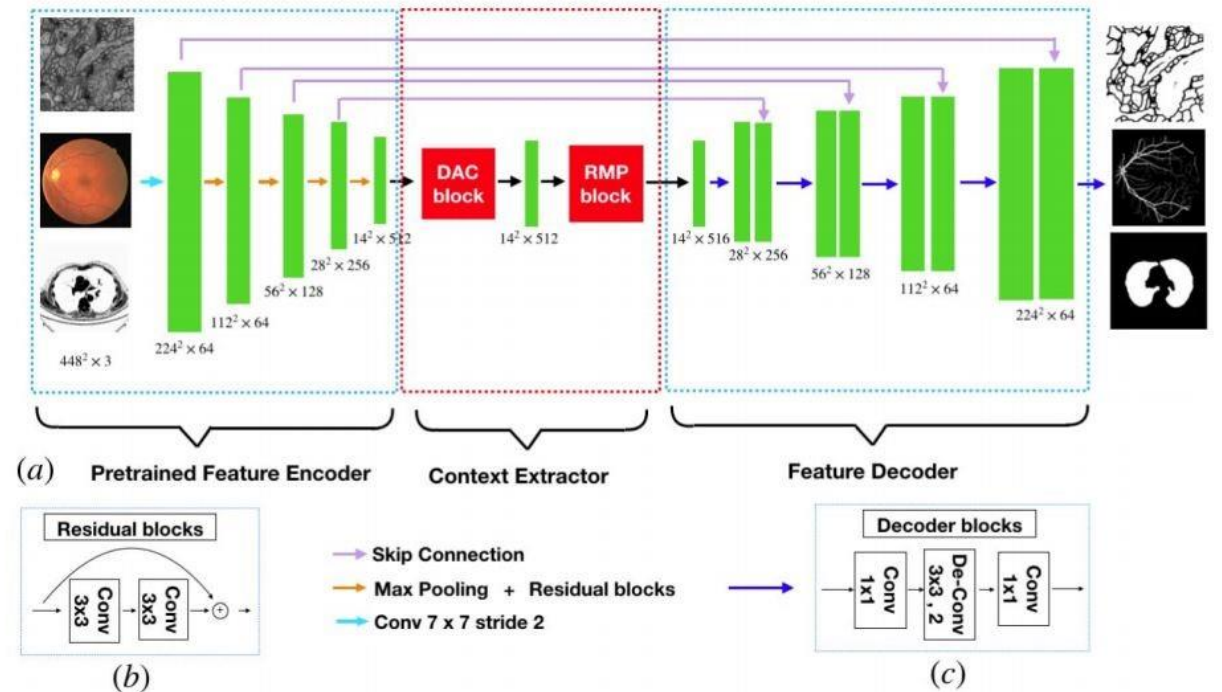 DAC
block
RMP
block
448² × 3
224² × 64
112² × 64
56² × 128
28² × 256
14² × 512
14² × 512
14² × 516
28² × 256
56² × 128
112² × 64
224² × 64
(a)
Pretrained Feature Encoder
Context Extractor
Feature Decoder
Residual blocks
Conv
3x3
Conv
3x3
+
(b)
Skip Connection
Max Pooling + Residual blocks
Conv 7 x 7 stride 2
Decoder blocks
Conv
1x1
De-Conv
3x3 , 2
Conv
1x1
(c)